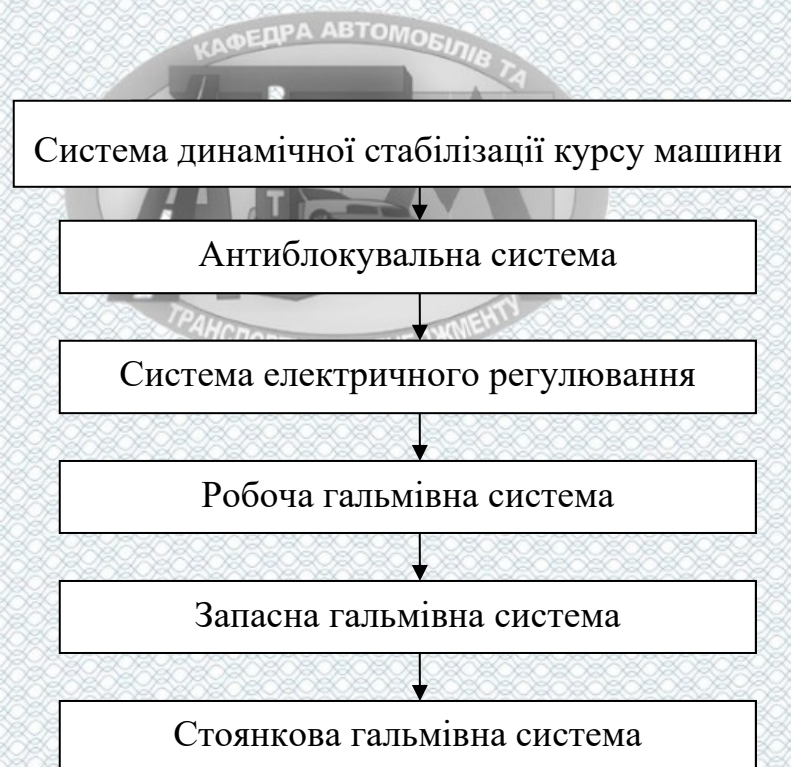 КАФЕДРА АВТОМОБІЛІВ ТА
Система динамічної стабілізації курсу машини
Т
Антиблокувальна система
Система електричного регулювання
Робоча гальмівна система
Запасна гальмівна система
Стоянкова гальмівна система